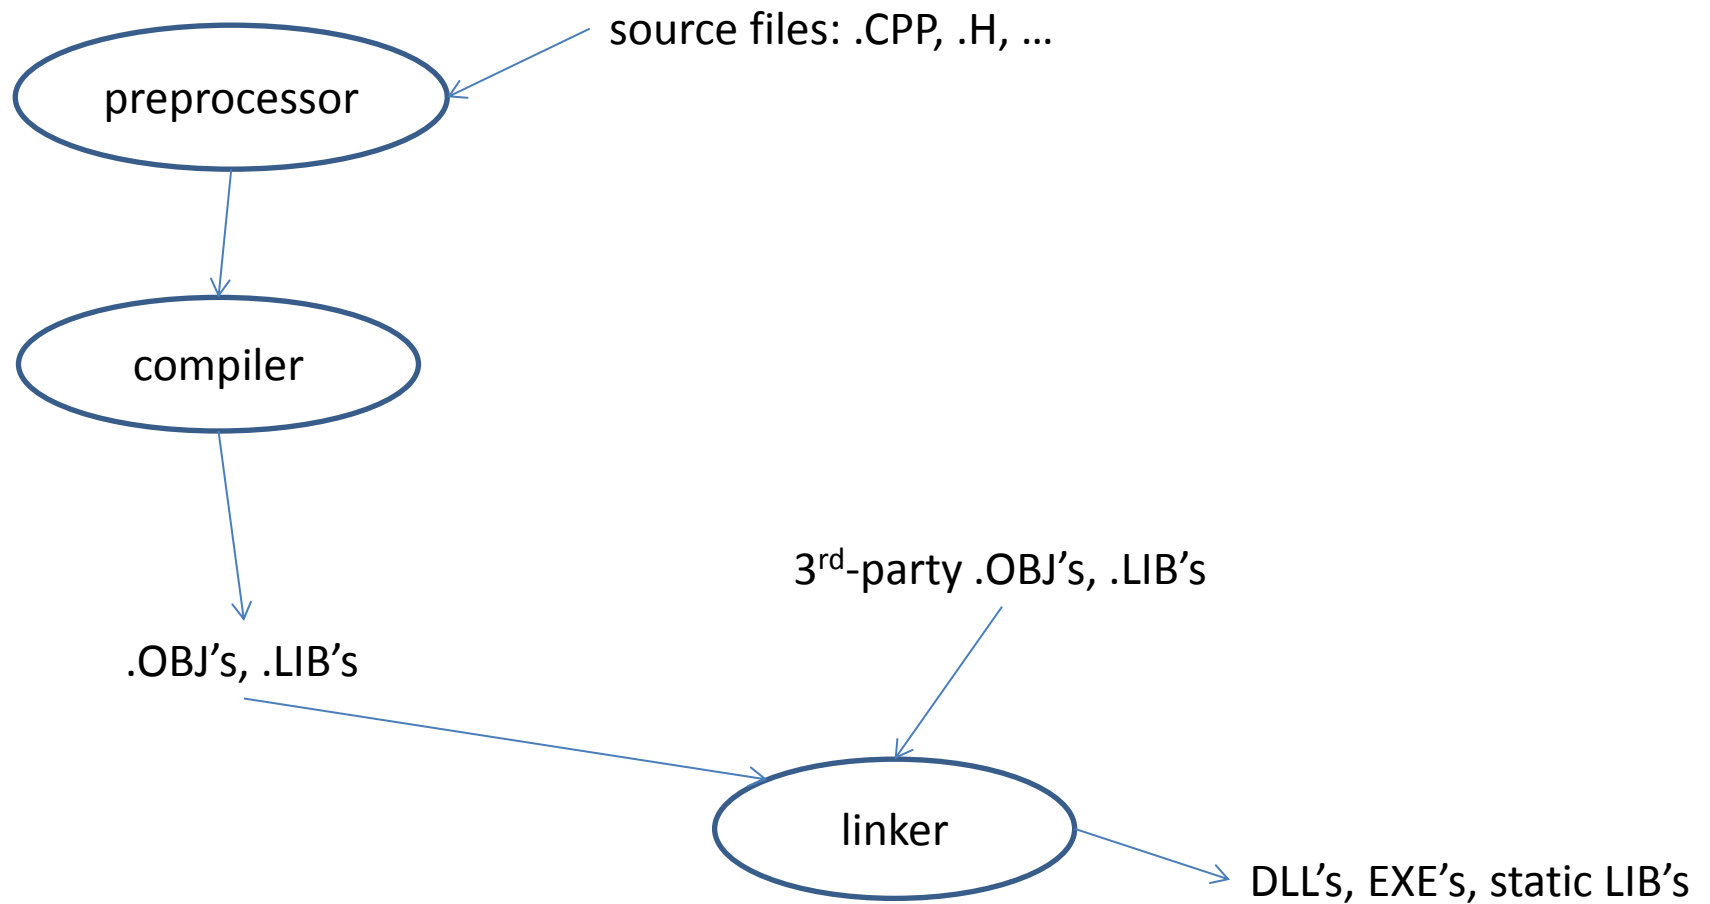 source files: .CPP, .H, …
preprocessor
compiler
3rd-party .OBJ’s, .LIB’s
.OBJ’s, .LIB’s
linker
DLL’s, EXE’s, static LIB’s